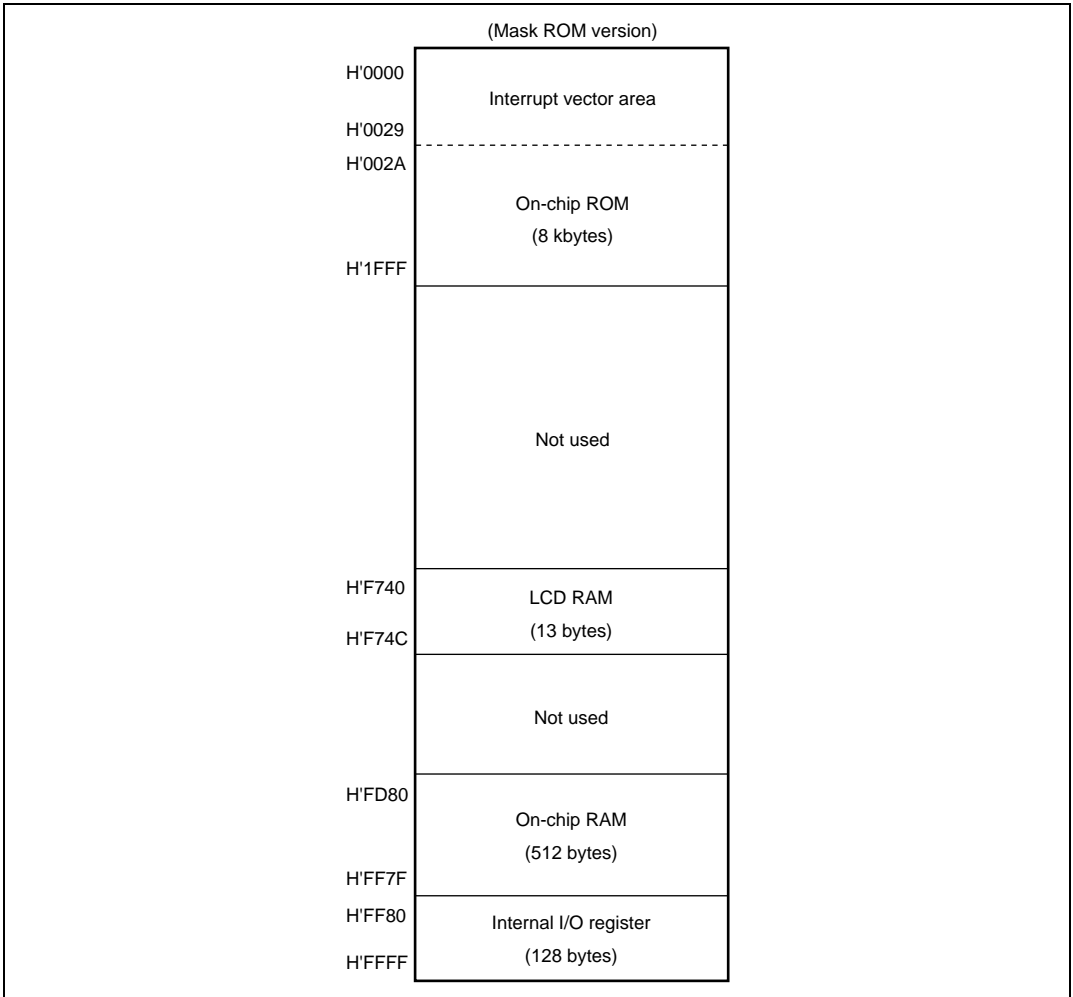 (Mask ROM version)
H'0000
Interrupt vector area
H'0029
H'002A
On-chip ROM
(8 kbytes)
H'1FFF
Not used
H'F740
LCD RAM
(13 bytes)
H'F74C
Not used
H'FD80
On-chip RAM
(512 bytes)
H'FF7F
H'FF80
Internal I/O register
(128 bytes)
H'FFFF